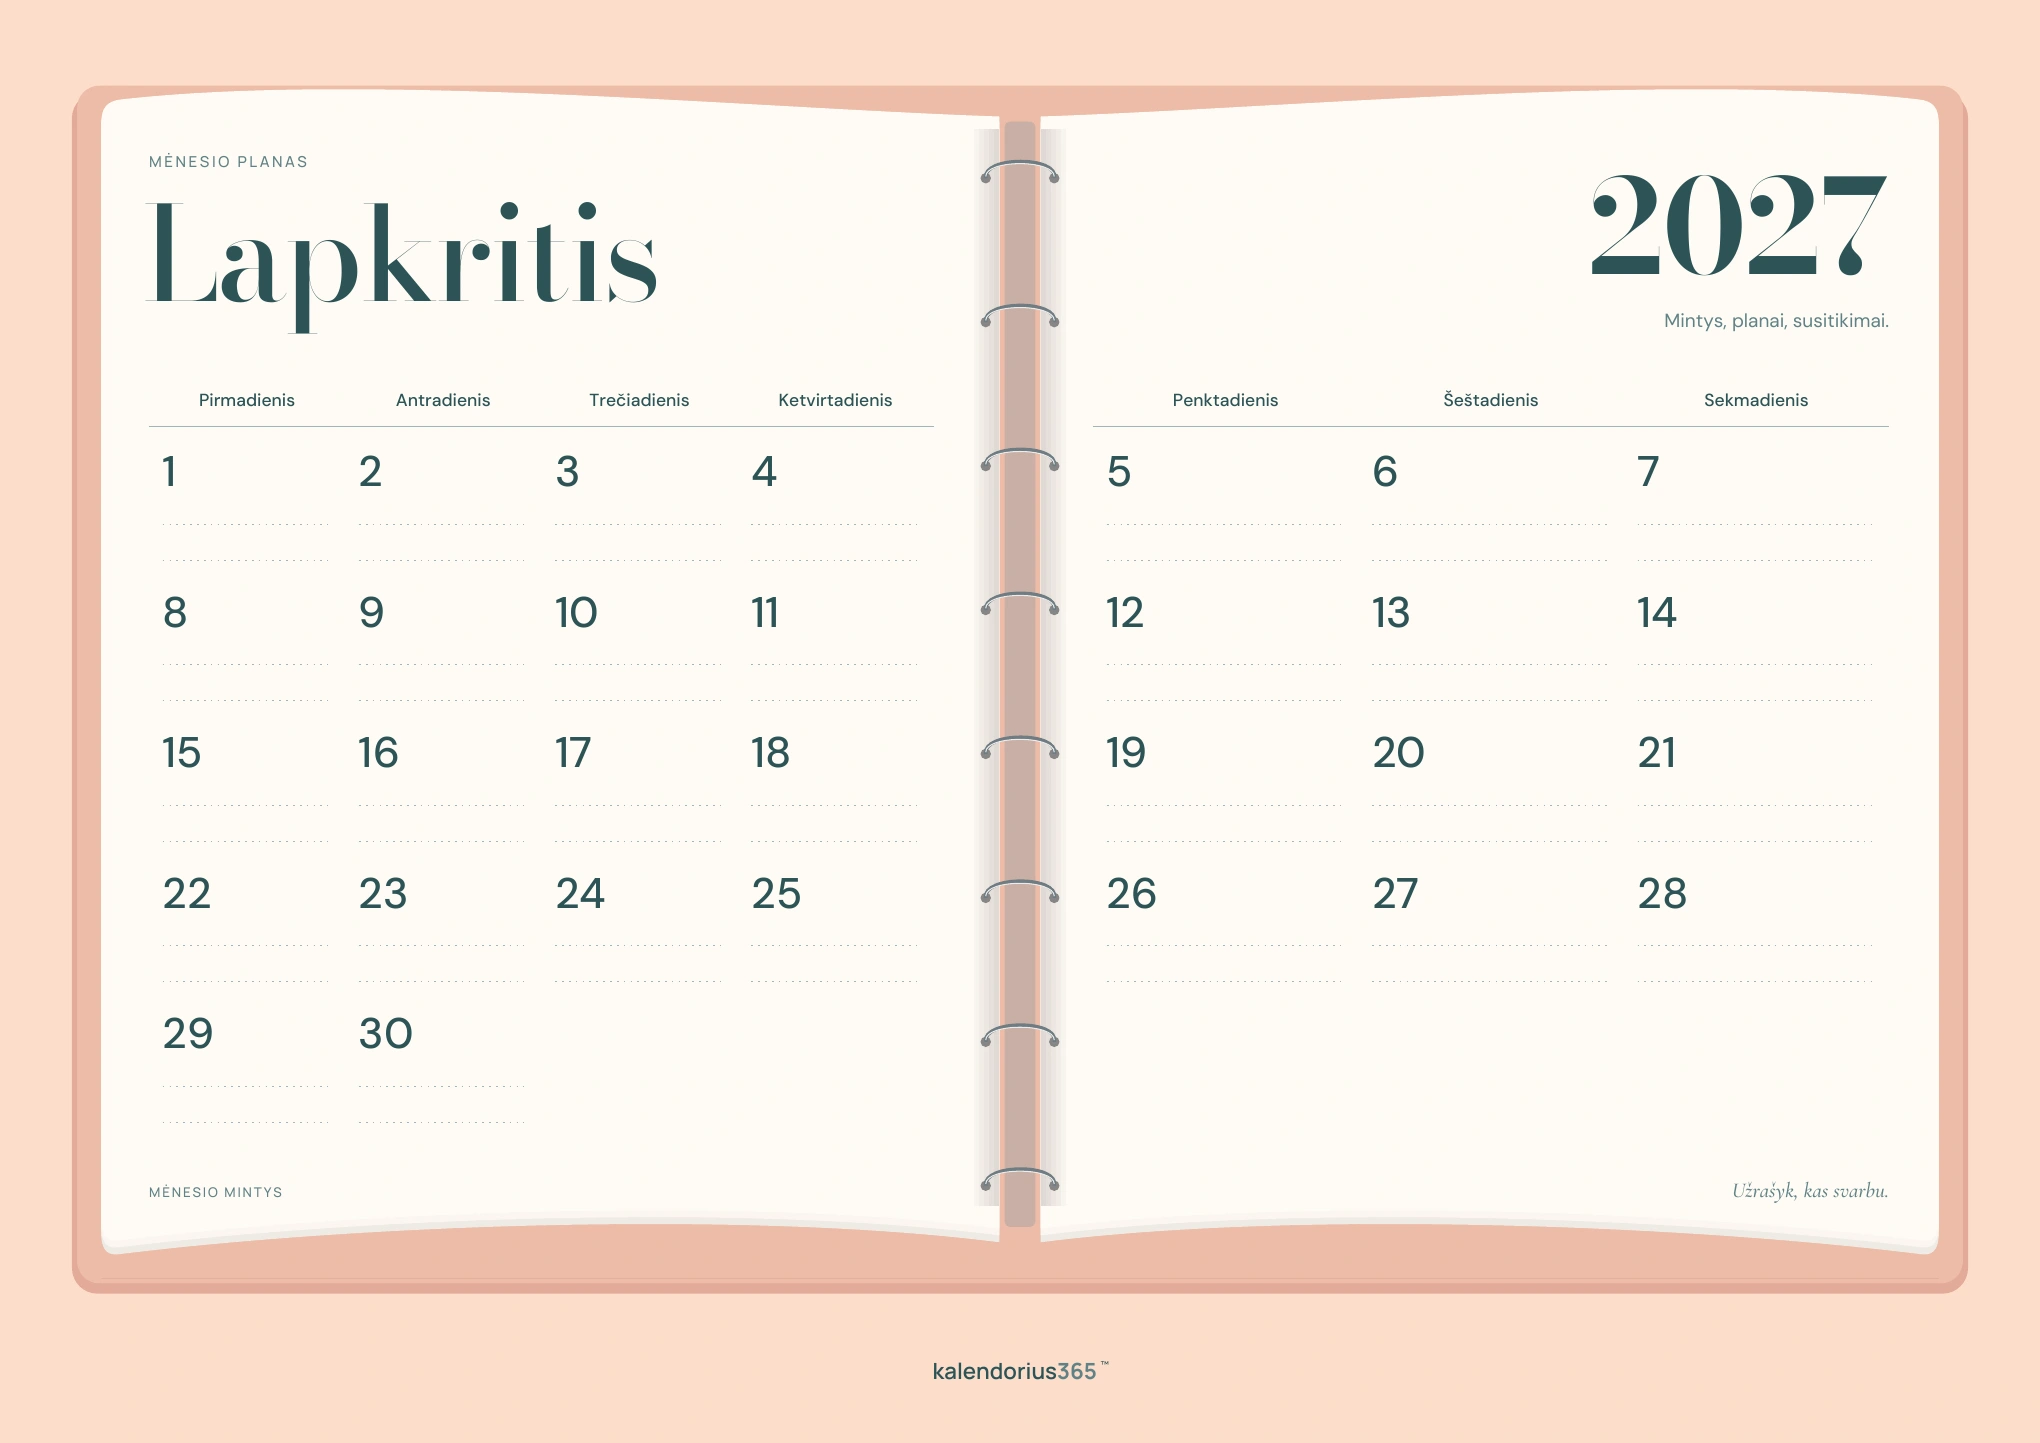 MĖNESIO PLANAS
Lapkritis
2027
Mintys, planai, susitikimai.
Pirmadienis Antradienis Trečiadienis Ketvirtadienis Penktadienis Šeštadienis Sekmadienis
1 2 3 4 5 6 7
8 9 10 11 12 13 14
15 16 17 18 19 20 21
22 23 24 25 26 27 28
29 30
MĖNESIO MINTYS
Užrašyk, kas svarbu.
kalendorius365™